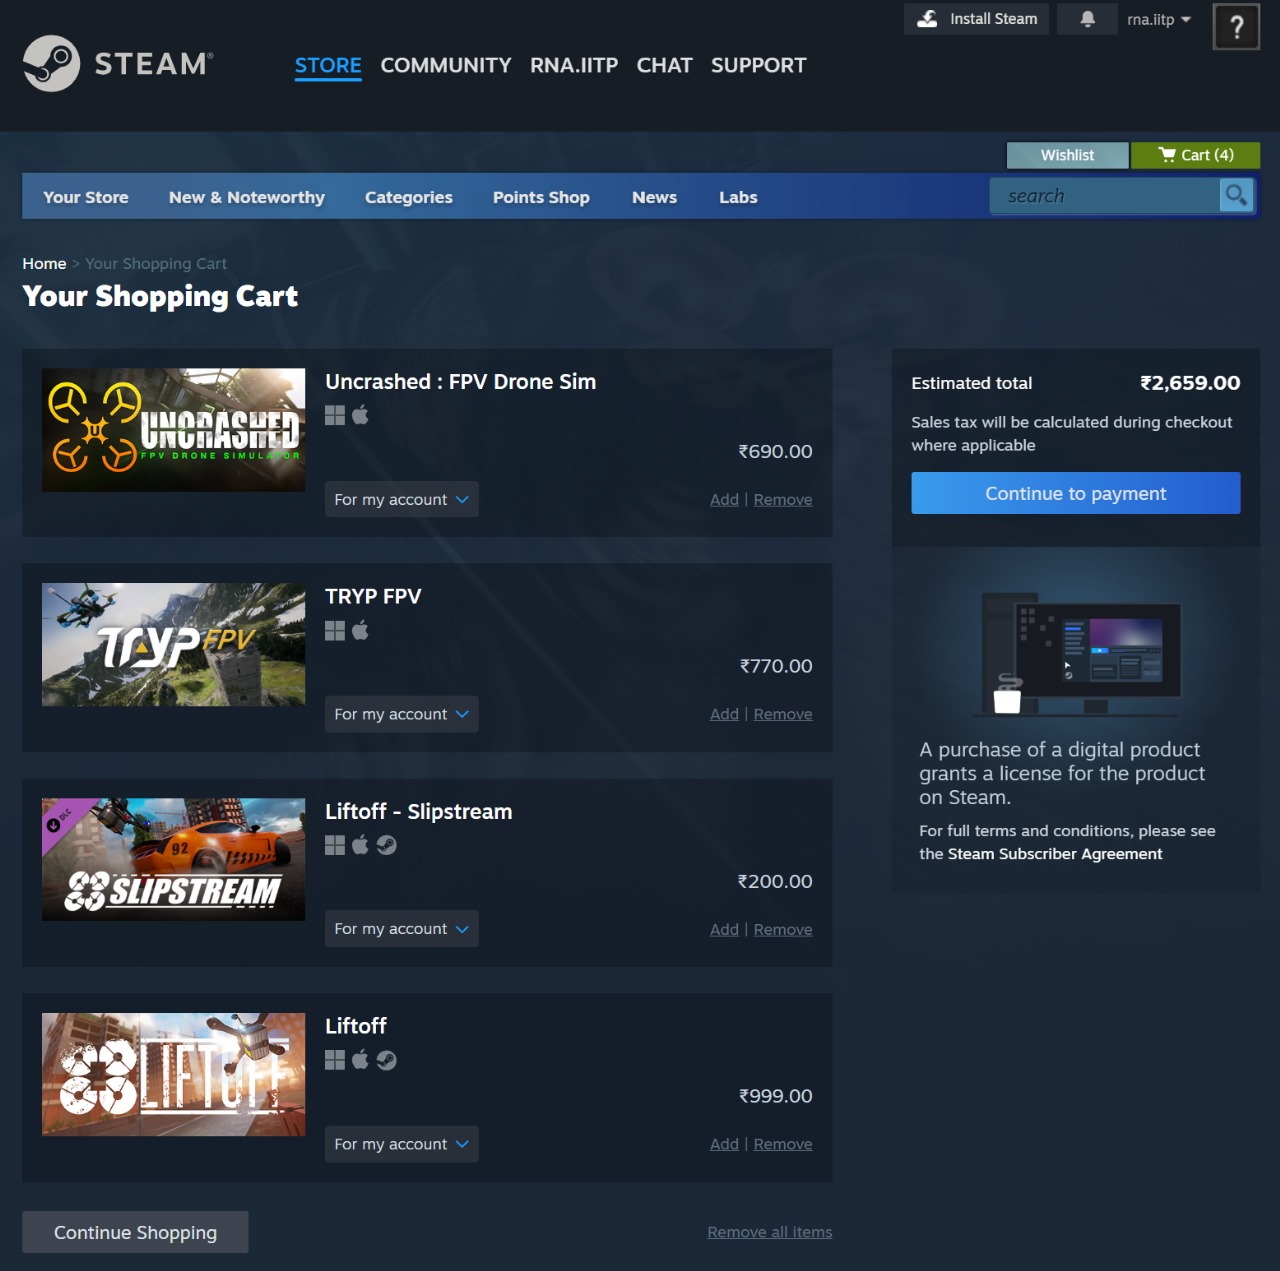 Install Steam
rna.iitp
?
STEAM®
STORE COMMUNITY RNA.IITP CHAT SUPPORT
Wishlist
Cart (4)
Your Store New & Noteworthy Categories Points Shop News Labs
search
Home > Your Shopping Cart
Your Shopping Cart
UNCRASHED
FPV DRONE SIMULATOR
Uncrashed : FPV Drone Sim
₹690.00
For my account
Add | Remove
TRYP FPV
TRYP FPV
₹770.00
For my account
Add | Remove
DLC
92
SLIPSTREAM
Liftoff - Slipstream
₹200.00
For my account
Add | Remove
LIFTOFF
Liftoff
₹999.00
For my account
Add | Remove
Continue Shopping
Remove all items
Estimated total ₹2,659.00
Sales tax will be calculated during checkout
where applicable
Continue to payment
A purchase of a digital product
grants a license for the product
on Steam.
For full terms and conditions, please see
the Steam Subscriber Agreement